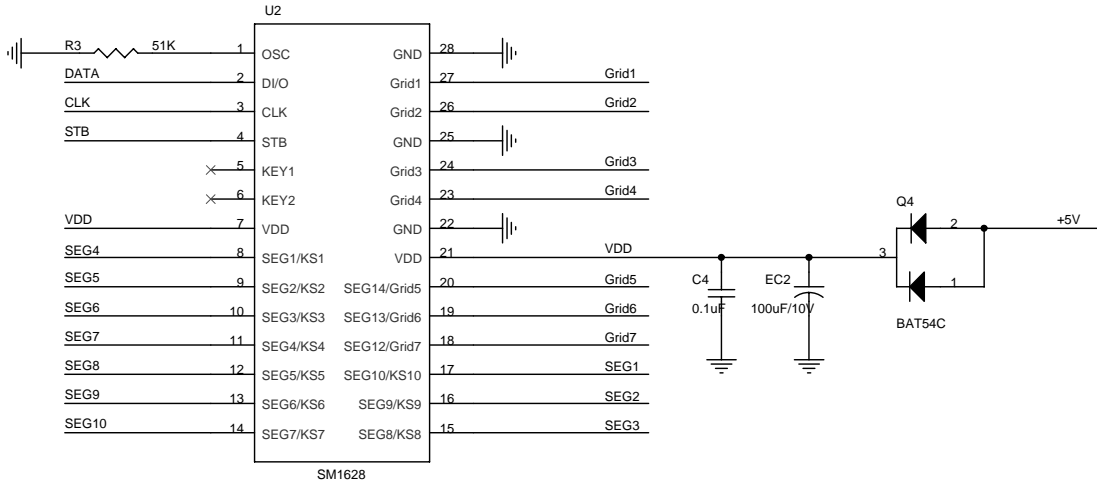 U2
R3 51K 1 OSC GND 28
DATA 2 DI/O Grid1 27 Grid1
CLK 3 CLK Grid2 26 Grid2
STB 4 STB GND 25
5 KEY1 Grid3 24 Grid3
6 KEY2 Grid4 23 Grid4
VDD 7 VDD GND 22
SEG4 8 SEG1/KS1 VDD 21 VDD
SEG5 9 SEG2/KS2 SEG14/Grid5 20 Grid5
SEG6 10 SEG3/KS3 SEG13/Grid6 19 Grid6
SEG7 11 SEG4/KS4 SEG12/Grid7 18 Grid7
SEG8 12 SEG5/KS5 SEG10/KS10 17 SEG1
SEG9 13 SEG6/KS6 SEG9/KS9 16 SEG2
SEG10 14 SEG7/KS7 SEG8/KS8 15 SEG3
SM1628
Q4
2 +5V
3
1
BAT54C
C4
0.1uF
EC2
100uF/10V